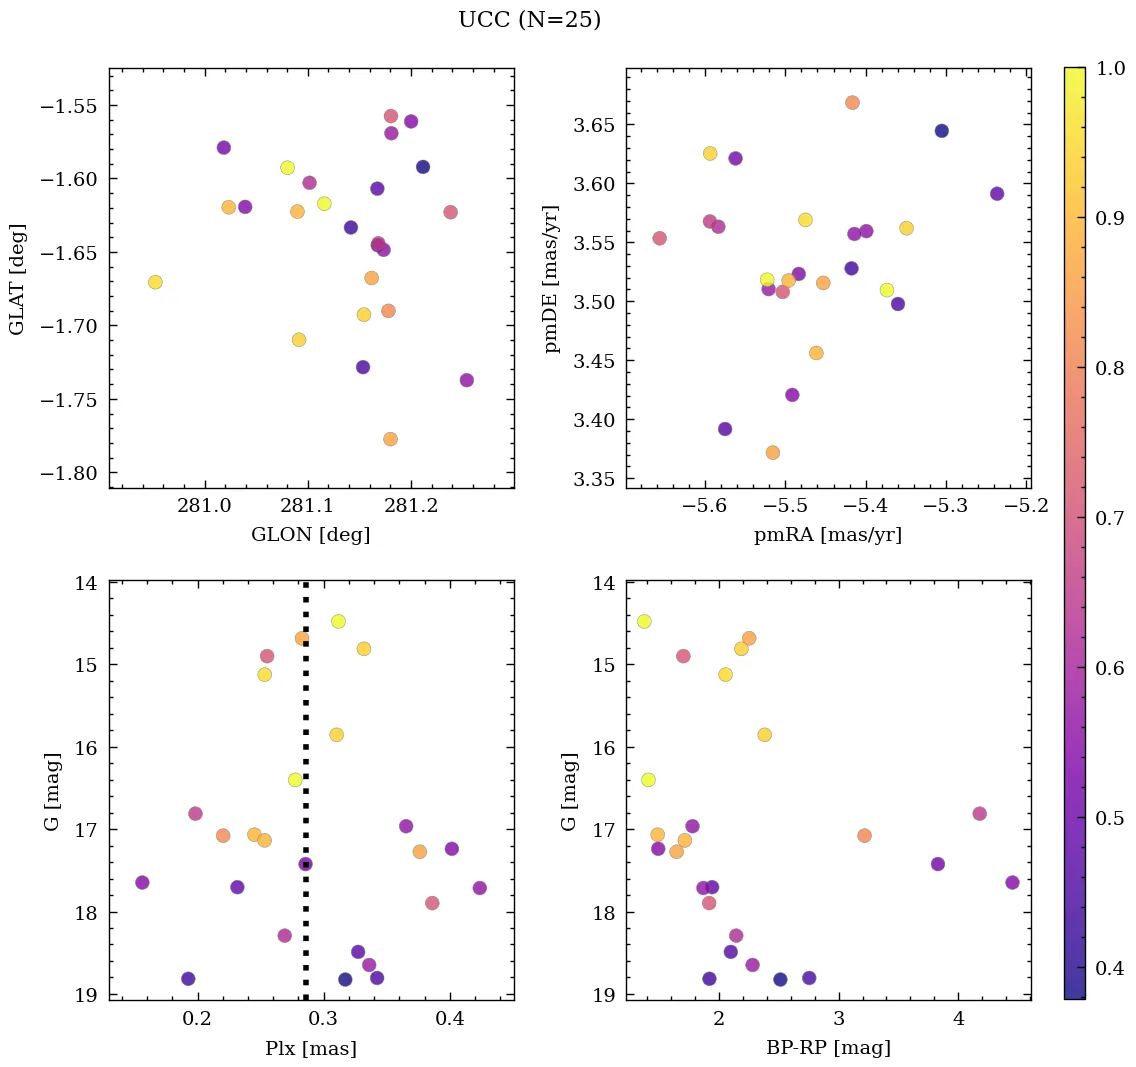 UCC (N=25)
−1.55
−1.60
−1.65
−1.70
−1.75
−1.80
GLAT [deg]
281.0 281.1 281.2
GLON [deg]
3.65
3.60
3.55
3.50
3.45
3.40
3.35
pmDE [mas/yr]
−5.6 −5.5 −5.4 −5.3 −5.2
pmRA [mas/yr]
14
15
16
17
18
19
G [mag]
0.2 0.3 0.4
Plx [mas]
14
15
16
17
18
19
G [mag]
2 3 4
BP-RP [mag]
1.0
0.9
0.8
0.7
0.6
0.5
0.4